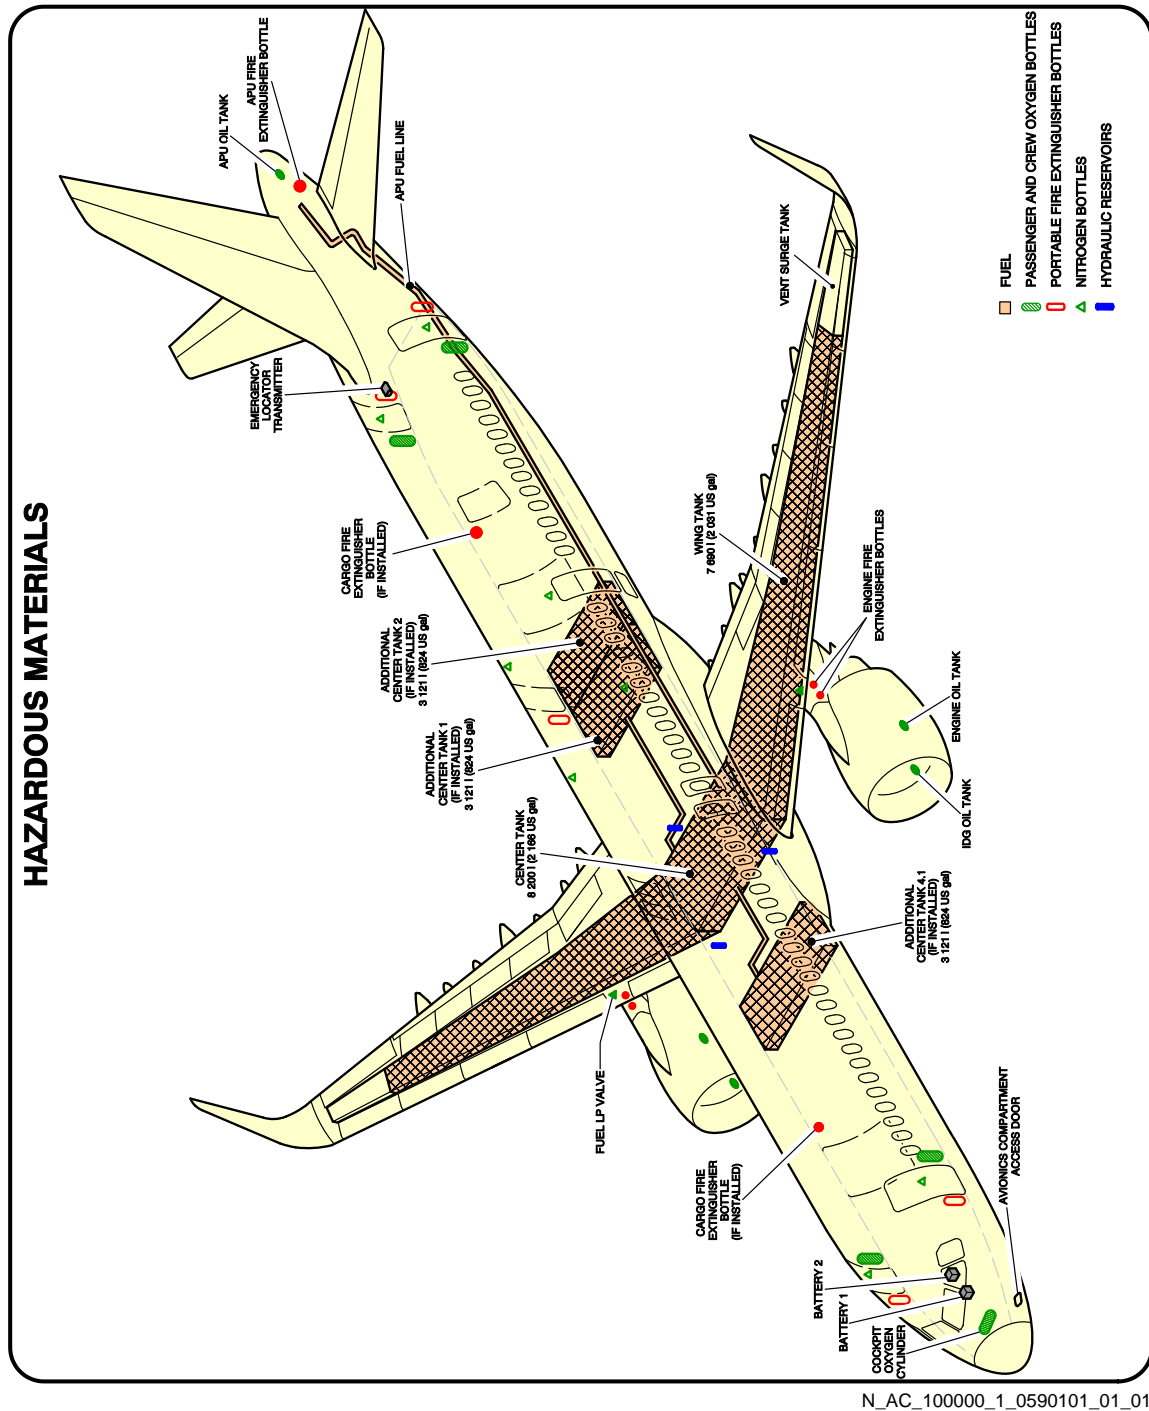 HAZARDOUS MATERIALS
APU OIL TANK
APU FIRE
EXTINGUISHER BOTTLE
APU FUEL LINE
EMERGENCY
LOCATOR
TRANSMITTER
CARGO FIRE
EXTINGUISHER
BOTTLE
(IF INSTALLED)
ADDITIONAL
CENTER TANK 2
(IF INSTALLED)
3 121 l (824 US gal)
ADDITIONAL
CENTER TANK 1
(IF INSTALLED)
3 121 l (824 US gal)
CENTER TANK
8 200 l (2 166 US gal)
FUEL LP VALVE
CARGO FIRE
EXTINGUISHER
BOTTLE
(IF INSTALLED)
BATTERY 2
BATTERY 1
COCKPIT
OXYGEN
CYLINDER
VENT SURGE TANK
WING TANK
7 690 l (2 031 US gal)
ENGINE FIRE
EXTINGUISHER BOTTLES
ENGINE OIL TANK
IDG OIL TANK
ADDITIONAL
CENTER TANK 4.1
(IF INSTALLED)
3 121 l (824 US gal)
AVIONICS COMPARTMENT
ACCESS DOOR
FUEL
PASSENGER AND CREW OXYGEN BOTTLES
PORTABLE FIRE EXTINGUISHER BOTTLES
NITROGEN BOTTLES
HYDRAULIC RESERVOIRS
N_AC_100000_1_0590101_01_01